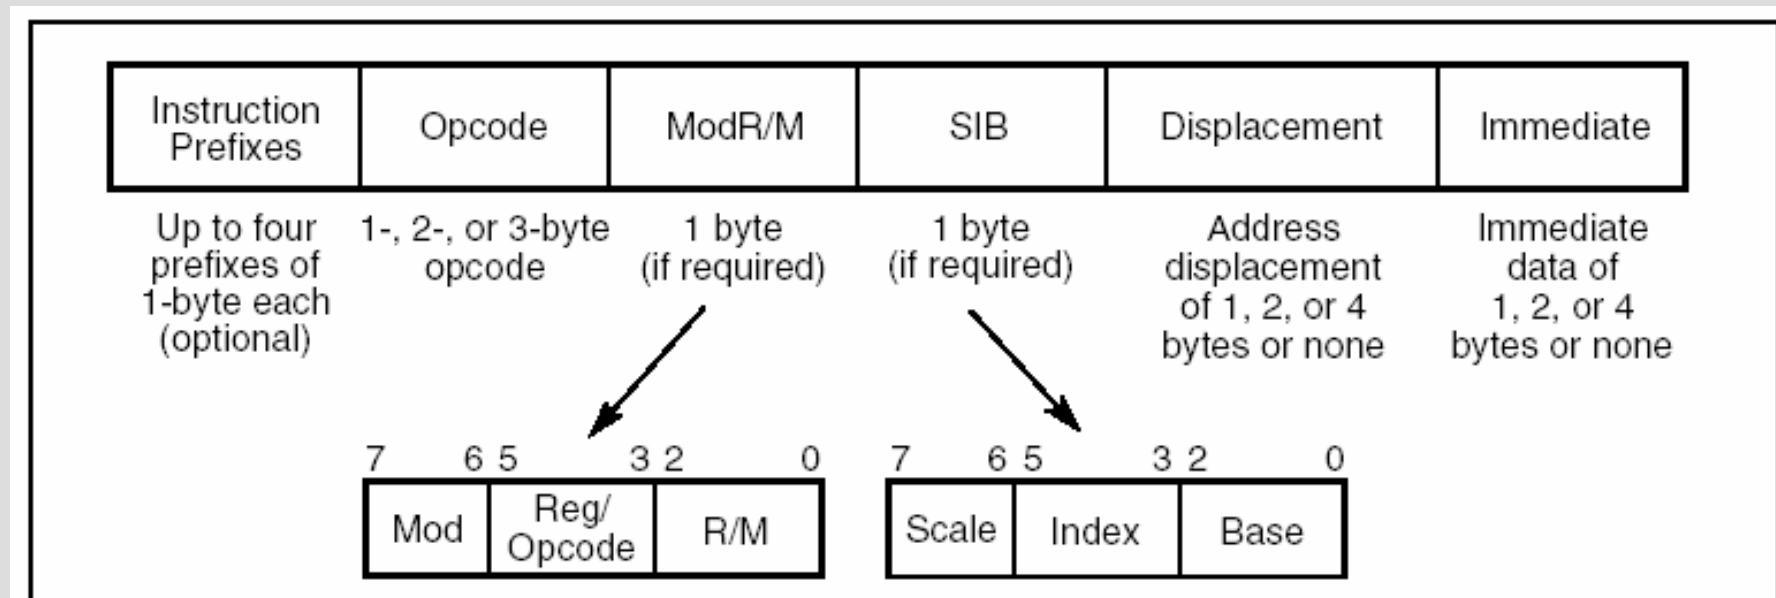 Instruction
Prefixes
Opcode
ModR/M
SIB
Displacement
Immediate
Up to four
prefixes of
1-byte each
(optional)
1-, 2-, or 3-byte
opcode
1 byte
(if required)
1 byte
(if required)
Address
displacement
of 1, 2, or 4
bytes or none
Immediate
data of
1, 2, or 4
bytes or none
7 6 5 3 2 0
Mod
Reg/
Opcode
R/M
7 6 5 3 2 0
Scale
Index
Base